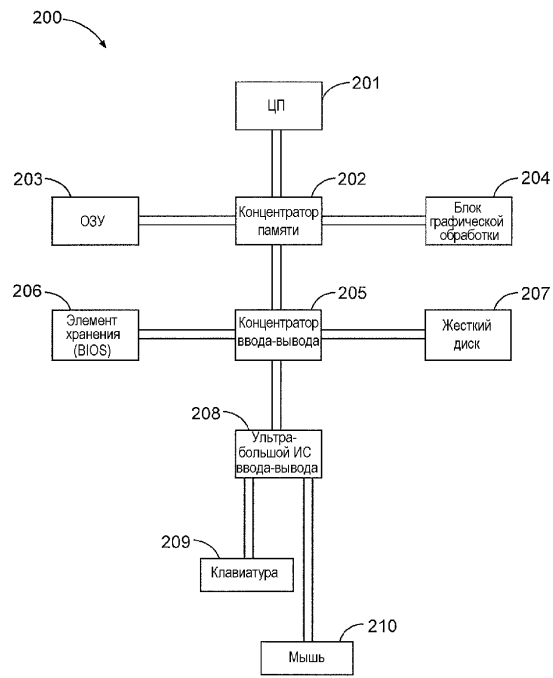 200
201
ЦП
203
202
204
ОЗУ
Концентратор
памяти
Блок
графической
обработки
206
205
207
Элемент
хранения
(BIOS)
Концентратор
ввода-вывода
Жесткий
диск
208
Ультра-
большой ИС
ввода-вывода
209
Клавиатура
210
Мышь